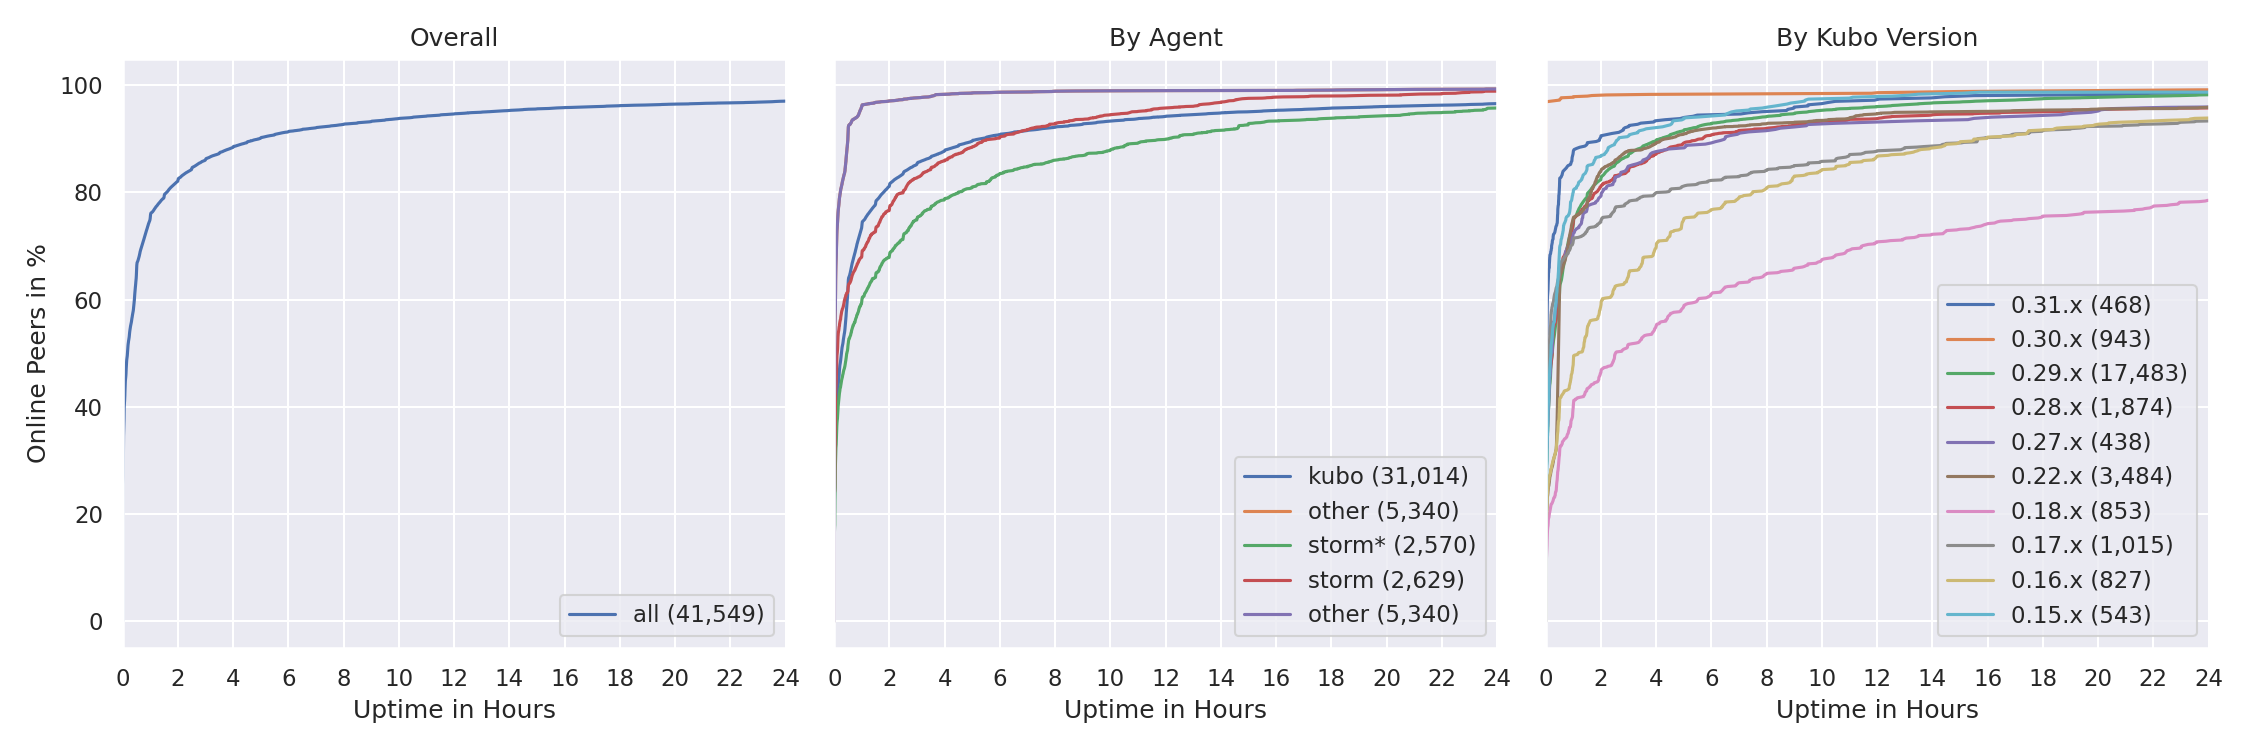 Overall
By Agent
By Kubo Version
Online Peers in %
100
80
60
40
20
0
all (41,549)
kubo (31,014)
other (5,340)
storm* (2,570)
storm (2,629)
other (5,340)
0.31.x (468)
0.30.x (943)
0.29.x (17,483)
0.28.x (1,874)
0.27.x (438)
0.22.x (3,484)
0.18.x (853)
0.17.x (1,015)
0.16.x (827)
0.15.x (543)
0 2 4 6 8 10 12 14 16 18 20 22 24
0 2 4 6 8 10 12 14 16 18 20 22 24
0 2 4 6 8 10 12 14 16 18 20 22 24
Uptime in Hours
Uptime in Hours
Uptime in Hours